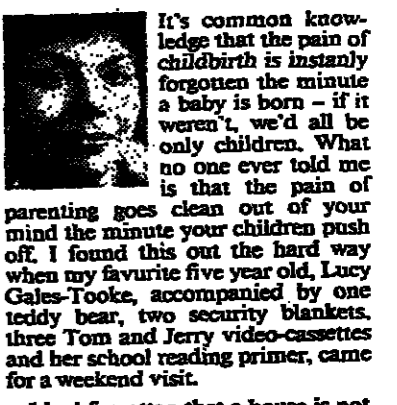 It's common know-
ledge that the pain of
childbirth is instanly
forgotten the minute
a baby is born – if it
weren't, we'd all be
only children. What
no one ever told me
is that the pain of
parenting goes clean out of your
mind the minute your children push
off. I found this out the hard way
when my favurite five year old, Lucy
Gales-Tooke, accompanied by one
teddy bear, two security blankets,
three Tom and Jerry video-cassettes
and her school reading primer, came
for a weekend visit.
that a house is not